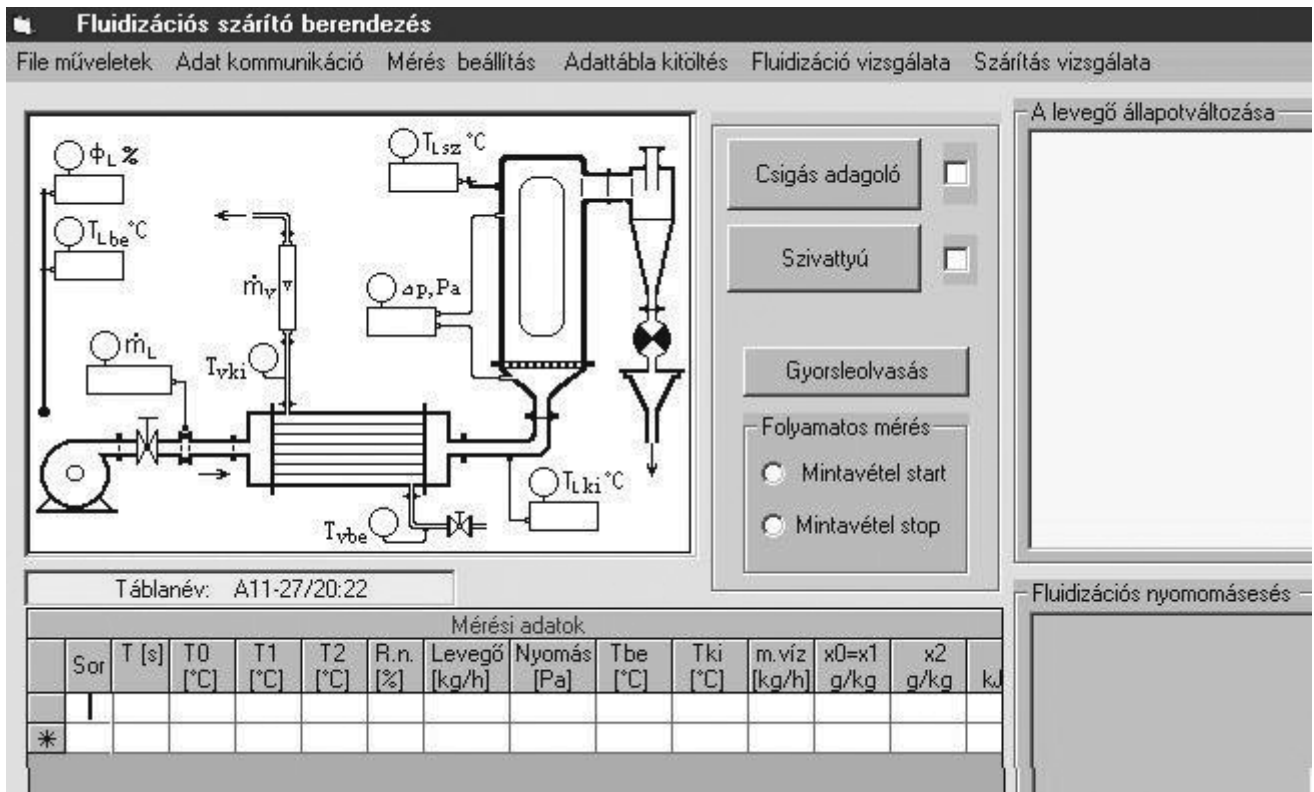 Fluidizációs szárító berendezés
File műveletek Adat kommunikáció Mérés beállítás Adattábla kitöltés Fluidizáció vizsgálata Szárítás vizsgálata
ϕL %
TLbe °C
ṁL
Tvki
ṁv
TLsz °C
Δp, Pa
TLki °C
Tvbe
Csigás adagoló
Szivattyú
Gyorsleolvasás
Folyamatos mérés
Mintavétel start
Mintavétel stop
A levegő állapotváltozása
Fluidizációs nyomomásesés
Táblanév: A11-27/20:22
Mérési adatok
Sor T [s] T0 T1 T2 R.n. Levegő Nyomás Tbe Tki m.víz x0=x1 x2
[°C] [°C] [°C] [%] [kg/h] [Pa] [°C] [°C] [kg/h] g/kg g/kg kJ